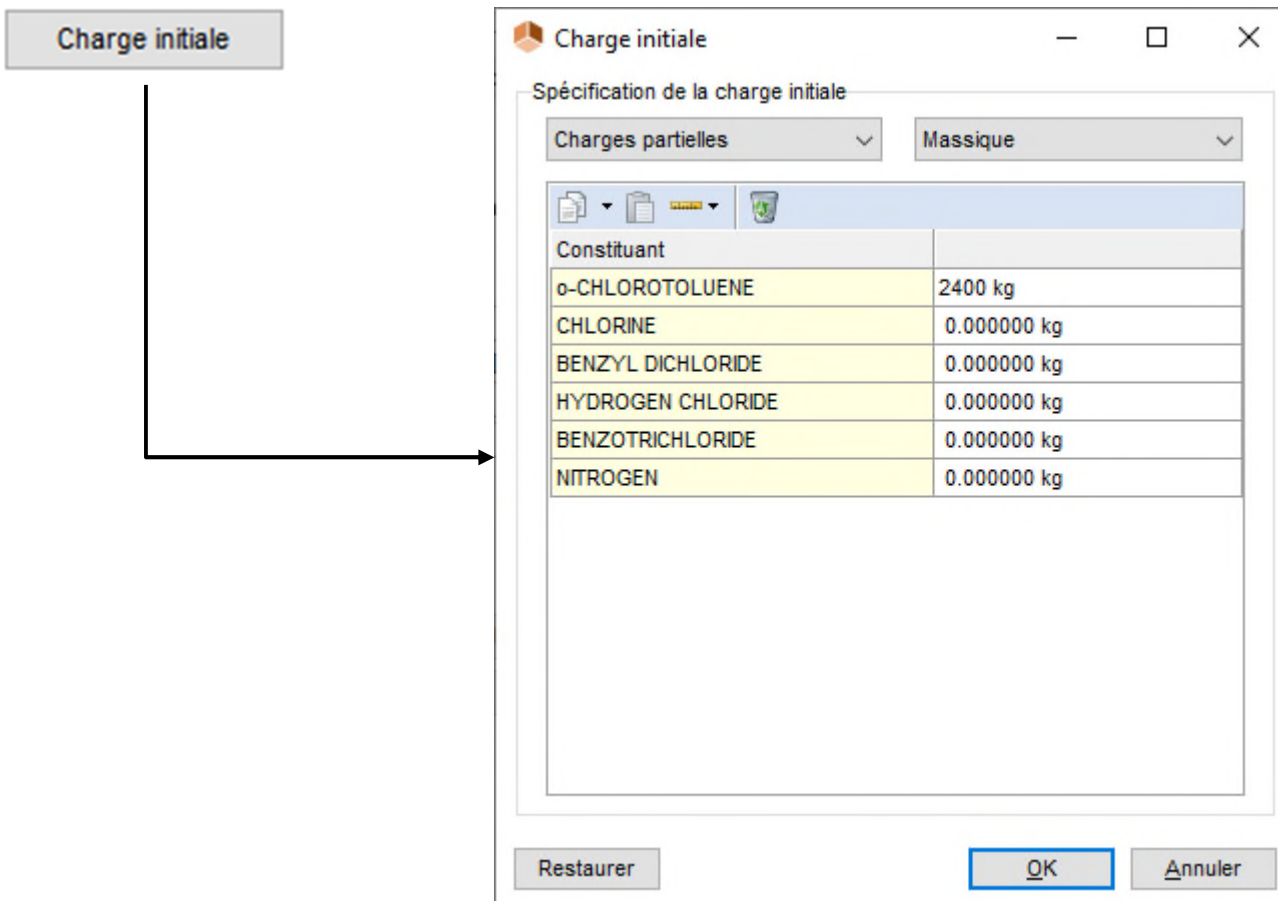 Charge initiale
Charge initiale
Spécification de la charge initiale
Charges partielles Massique
Constituant
o-CHLOROTOLUENE 2400 kg
CHLORINE 0.000000 kg
BENZYL DICHLORIDE 0.000000 kg
HYDROGEN CHLORIDE 0.000000 kg
BENZOTRICHLORIDE 0.000000 kg
NITROGEN 0.000000 kg
Restaurer OK Annuler